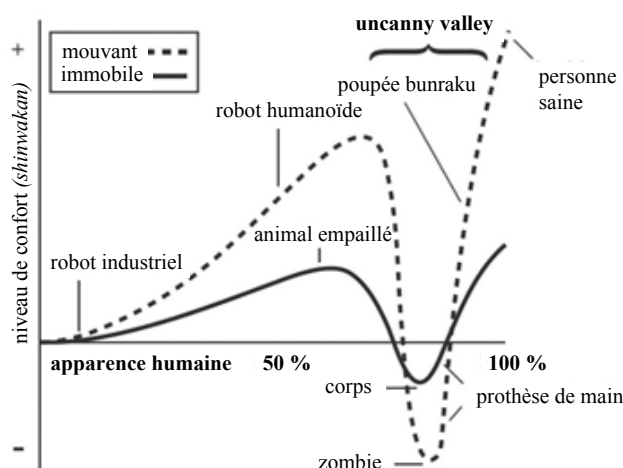 +
mouvant
immobile
uncanny valley
poupée bunraku
personne
saine
robot humanoïde
animal empaillé
robot industriel
niveau de confort (shinwakan)
apparence humaine
50 %
100 %
corps
prothèse de main
zombie
-